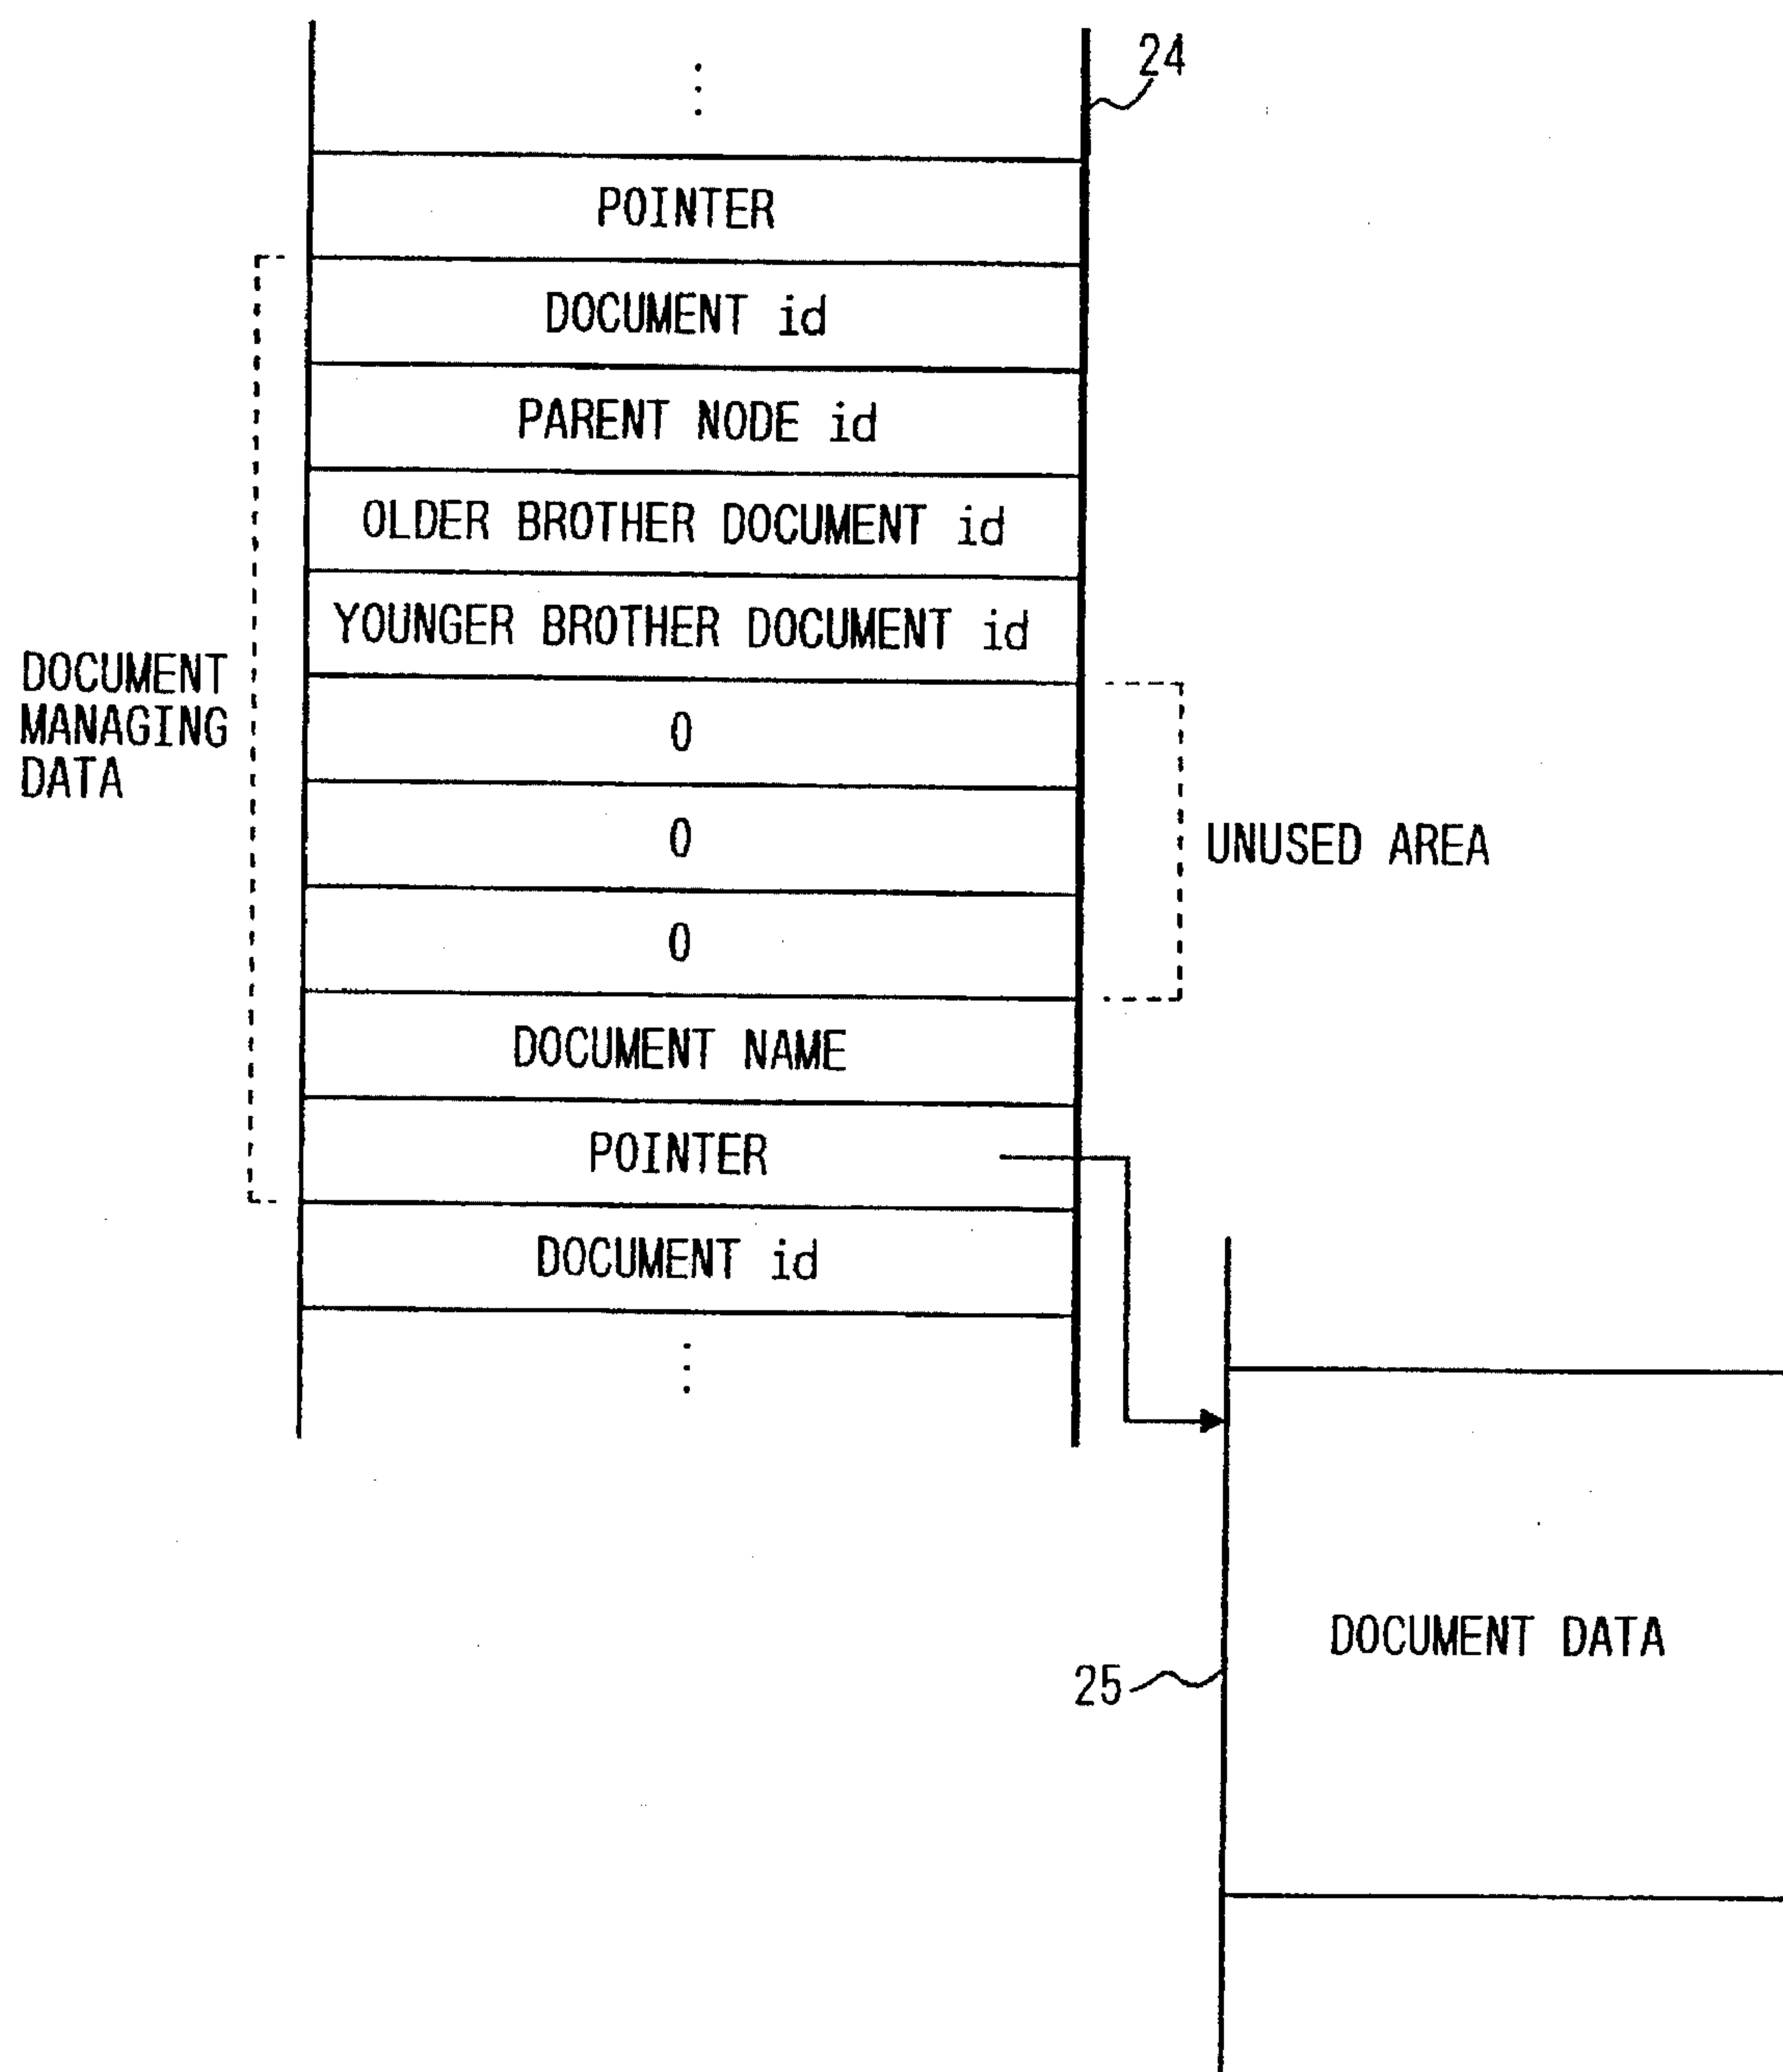 24
POINTER
DOCUMENT id
PARENT NODE id
OLDER BROTHER DOCUMENT id
YOUNGER BROTHER DOCUMENT id
DOCUMENT
MANAGING
DATA
0
0
UNUSED AREA
0
DOCUMENT NAME
POINTER
DOCUMENT id
DOCUMENT DATA
25